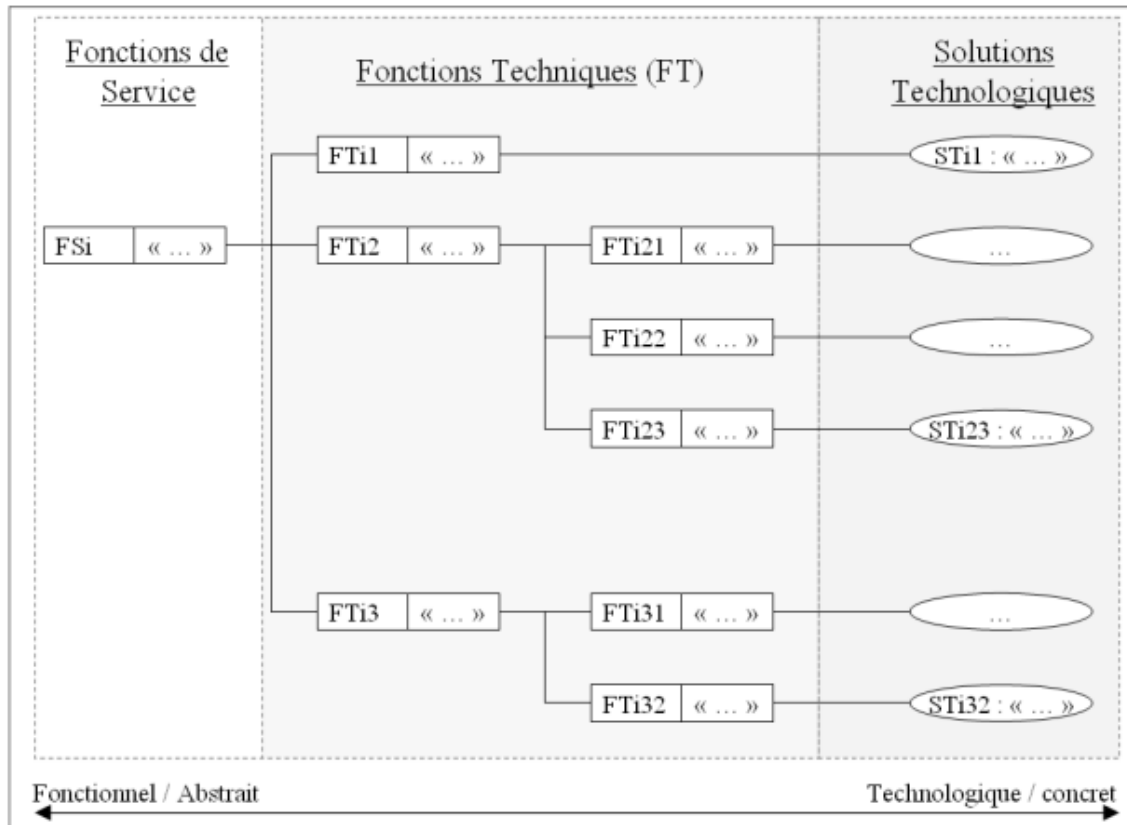 Fonctions de
Service
Fonctions Techniques (FT)
Solutions
Technologiques
FTi1 « ... » STi1 : « ... »
FSi « ... » FTi2 « ... » FTi21 « ... » ...
FTi22 « ... » ...
FTi23 « ... » STi23 : « ... »
FTi3 « ... » FTi31 « ... » ...
FTi32 « ... » STi32 : « ... »
Fonctionnel / Abstrait Technologique / concret